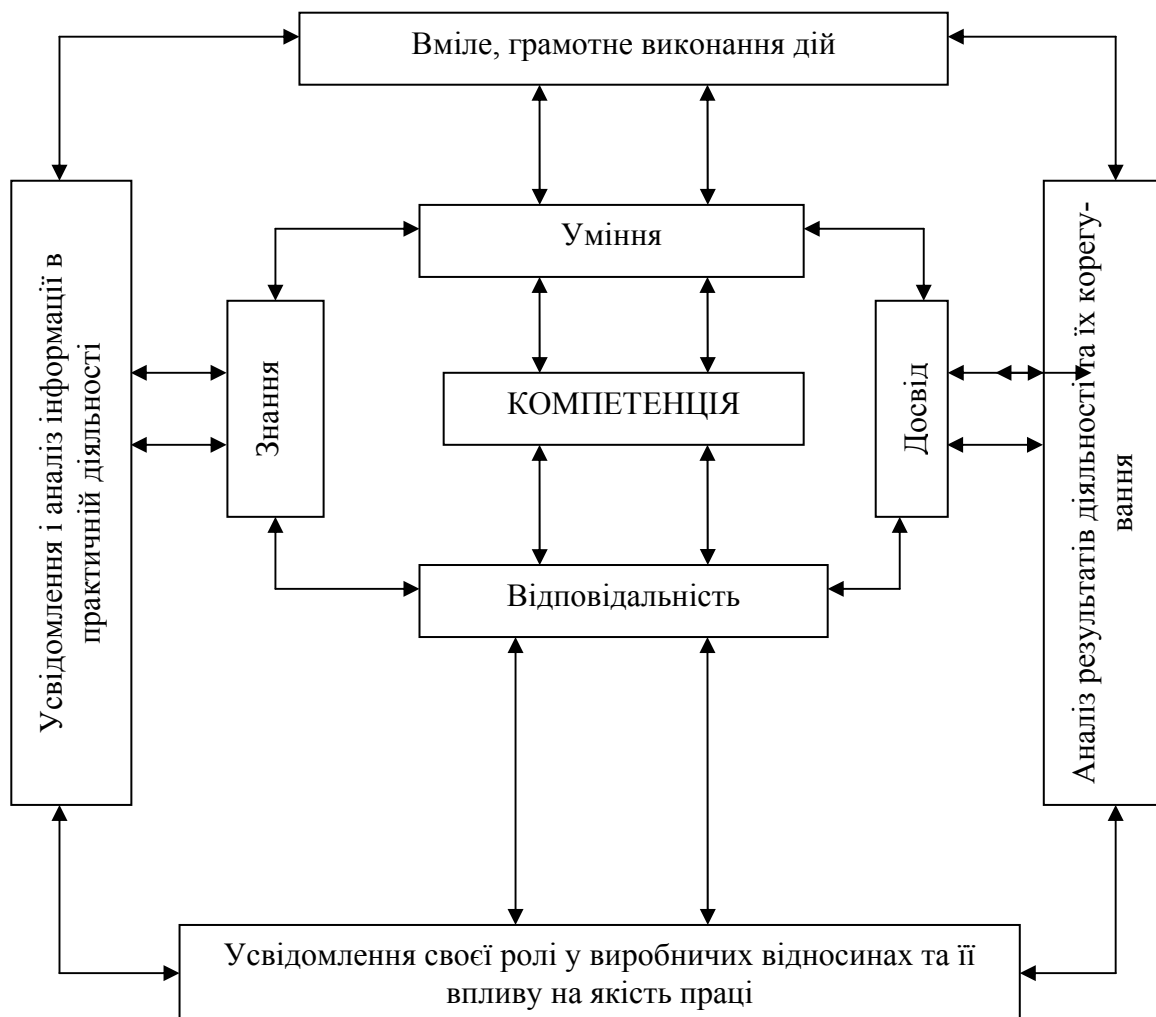 Вміле, грамотне виконання дій
Уміння
Усвідомлення і аналіз інформації в
практичній діяльності
Знання
КОМПЕТЕНЦІЯ
Досвід
Аналіз результатів діяльності та їх корегу-
вання
Відповідальність
Усвідомлення своєї ролі у виробничих відносинах та її
впливу на якість праці